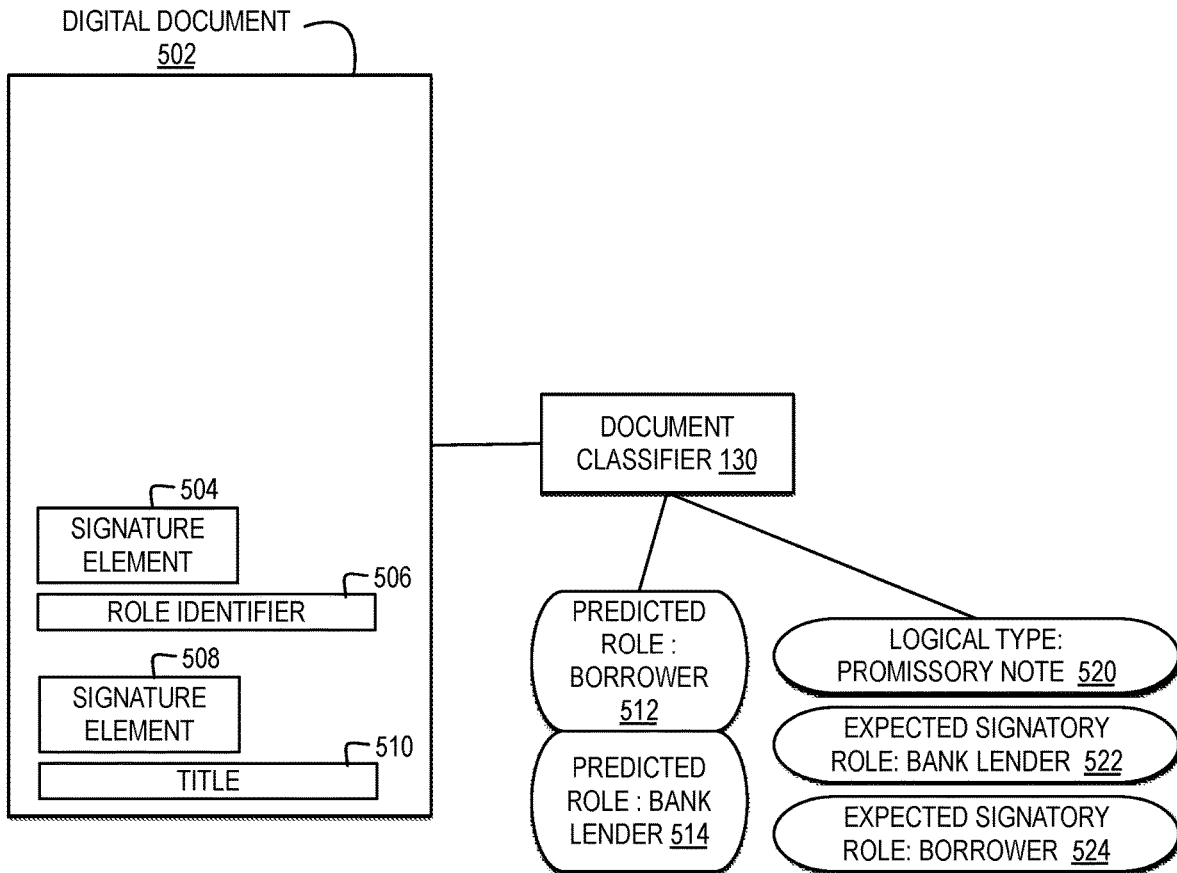 DIGITAL DOCUMENT
502
504
SIGNATURE
ELEMENT
506
ROLE IDENTIFIER
508
SIGNATURE
ELEMENT
510
TITLE
DOCUMENT
CLASSIFIER 130
PREDICTED
ROLE : 
BORROWER
512
PREDICTED
ROLE : BANK
LENDER 514
LOGICAL TYPE:
PROMISSORY NOTE 520
EXPECTED SIGNATORY
ROLE: BANK LENDER 522
EXPECTED SIGNATORY
ROLE: BORROWER 524